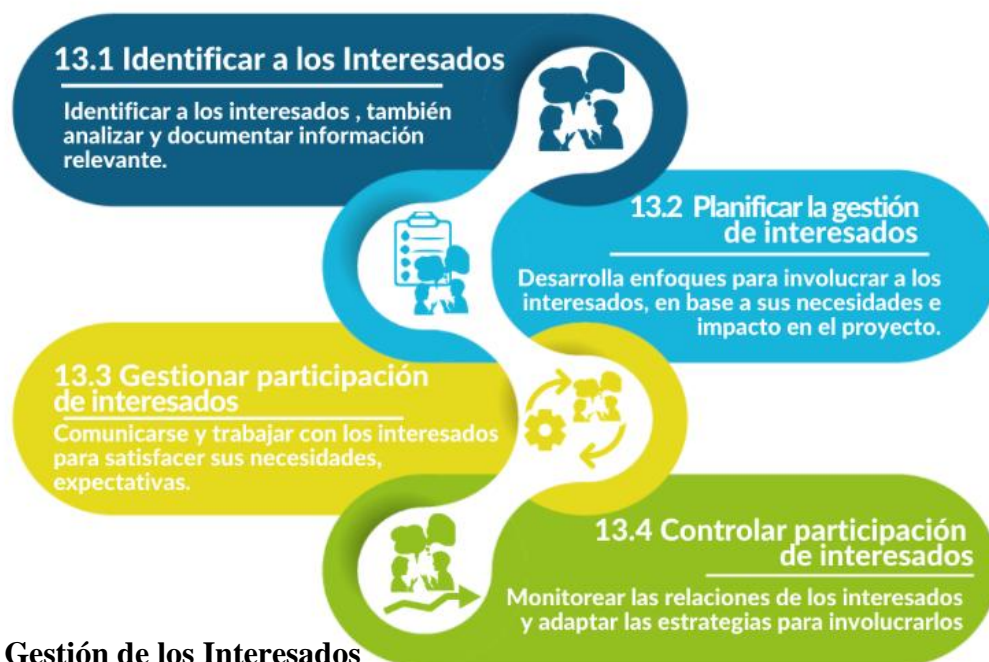 13.1 Identificar a los Interesados
Identificar a los interesados , también
analizar y documentar información
relevante.
13.2 Planificar la gestión
de interesados
Desarrolla enfoques para involucrar a los
interesados, en base a sus necesidades e
impacto en el proyecto.
13.3 Gestionar participación
de interesados
Comunicarse y trabajar con los interesados
para satisfacer sus necesidades,
expectativas.
13.4 Controlar participación
de interesados
Monitorear las relaciones de los interesados
y adaptar las estrategias para involucrarlos
Gestión de los Interesados